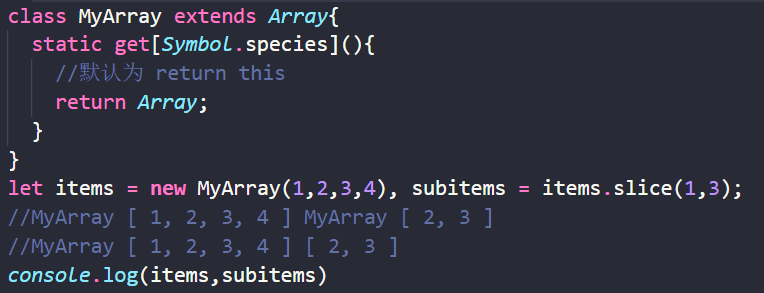 class MyArray extends Array{
static get[Symbol.species](){
//默认为 return this
return Array;
}
}
let items = new MyArray(1,2,3,4), subitems = items.slice(1,3);
//MyArray [ 1, 2, 3, 4 ] MyArray [ 2, 3 ]
//MyArray [ 1, 2, 3, 4 ] [ 2, 3 ]
console.log(items,subitems)